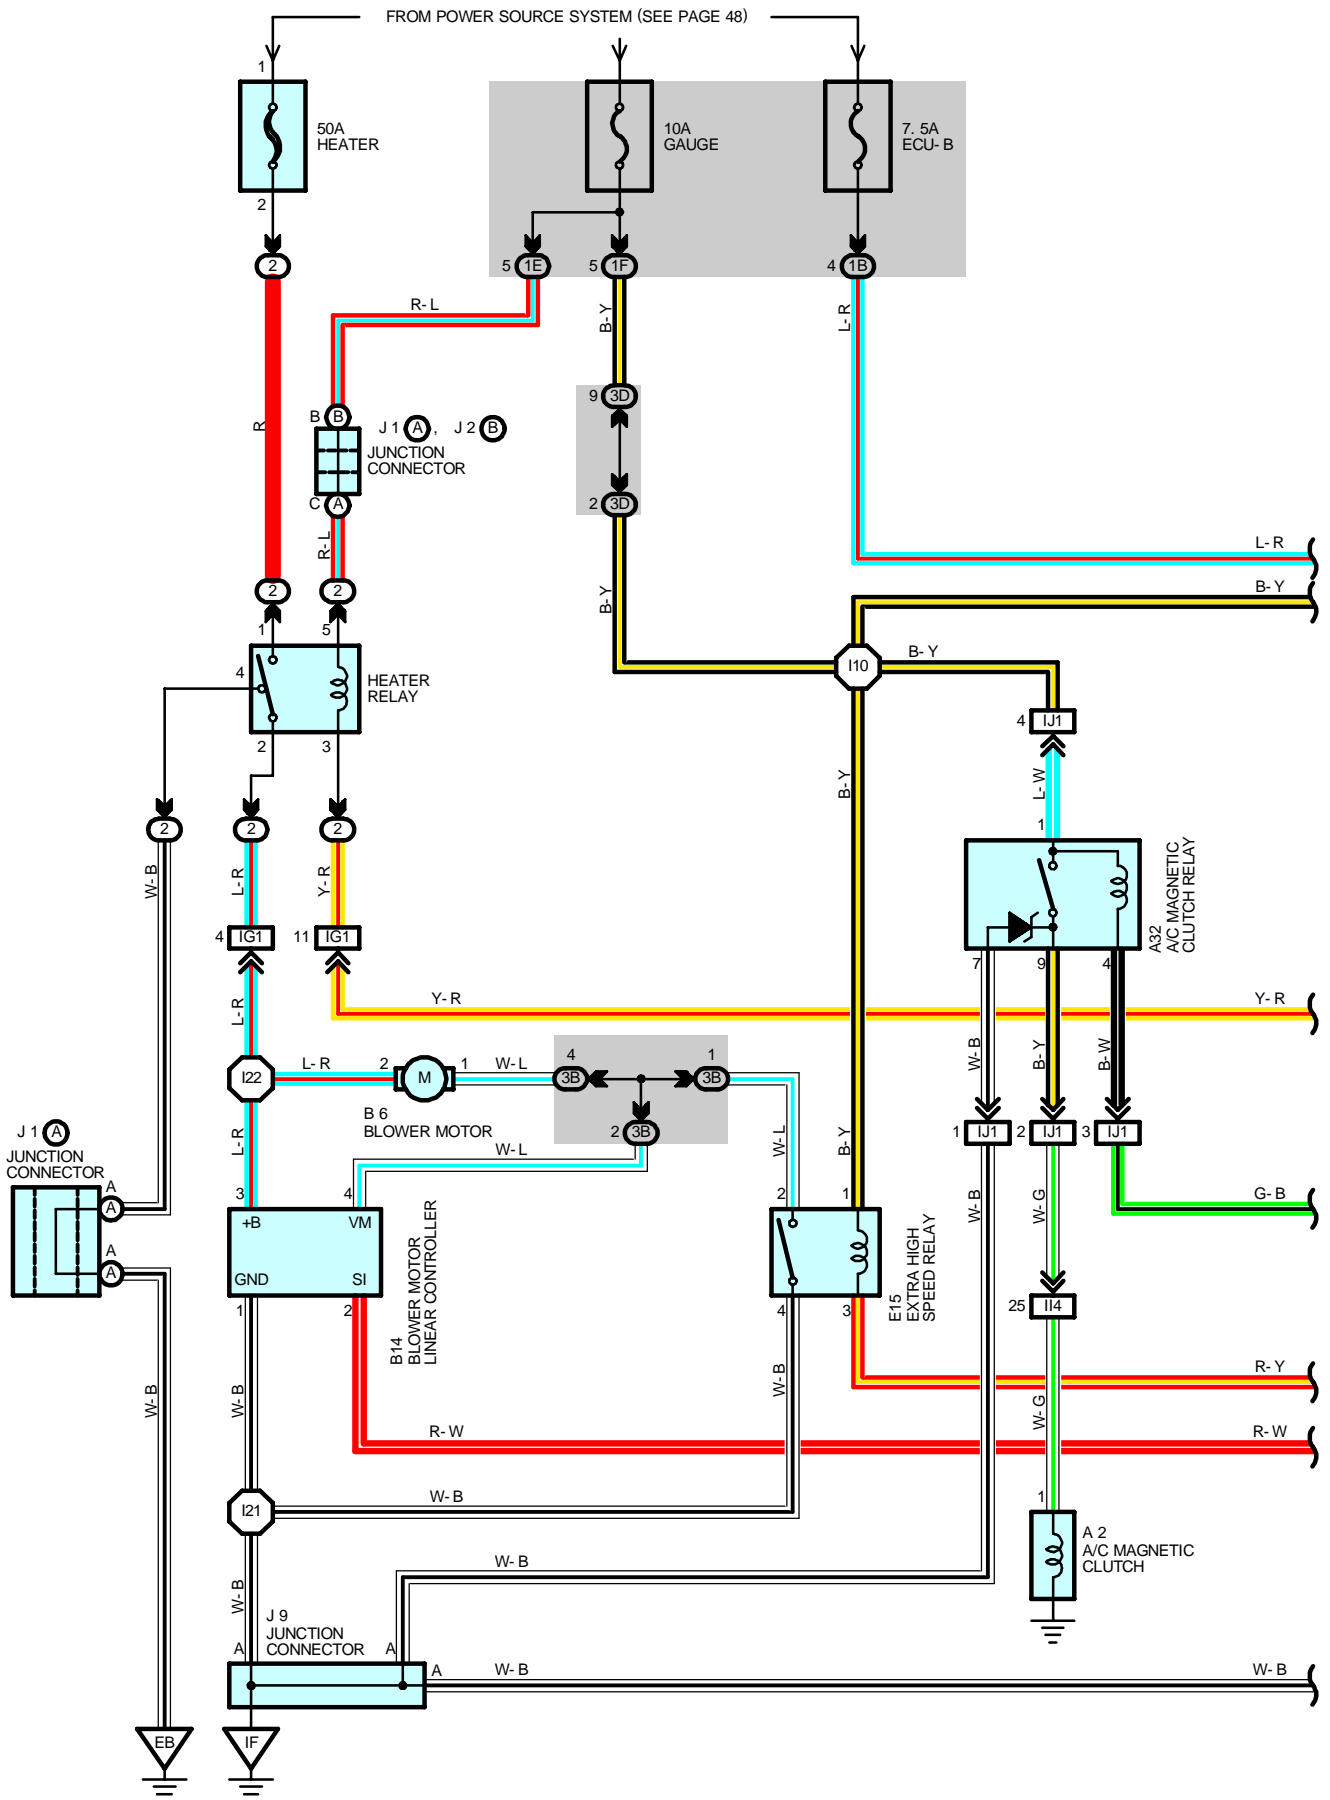 FROM POWER SOURCE SYSTEM (SEE PAGE 48)
1
50A
HEATER
10A
GAUGE
7. 5A
ECU- B
2
2
5 1E
5 1F
4 1B
R- L
B- Y
L- R
R
9 3D
B B
J 1 A , J 2 B
JUNCTION
CONNECTOR
C A
2 3D
R- L
L- R
2
2
B- Y
B- Y
1
5
I10
B- Y
4
HEATER
RELAY
4 IJ1
2
3
L- W
B- Y
2
2
2
1
W- B
L- R
Y- R
A32
A/C MAGNETIC
CLUTCH RELAY
4 IG1
11 IG1
7
9
4
L- R
Y- R
Y- R
W- B
B- Y
B- W
I22
L- R
2
M
1
W- L
4
3B
1
3B
B 6
BLOWER MOTOR
2 3B
1 IJ1
2 IJ1
3 IJ1
J 1 A
JUNCTION
CONNECTOR
L- R
W- L
W- L
B- Y
A
A
3
4
2
1
W- B
W- G
G- B
+B
VM
GND
SI
A
A
1
2
B14
BLOWER MOTOR
LINEAR CONTROLLER
4
3
E15
EXTRA HIGH
SPEED RELAY
25 II4
W- B
W- B
W- B
R- Y
W- G
R- W
R- W
I21
W- B
1
A 2
A/C MAGNETIC
CLUTCH
W- B
W- B
J 9
JUNCTION
CONNECTOR
A
A
A
W- B
W- B
EB
IF